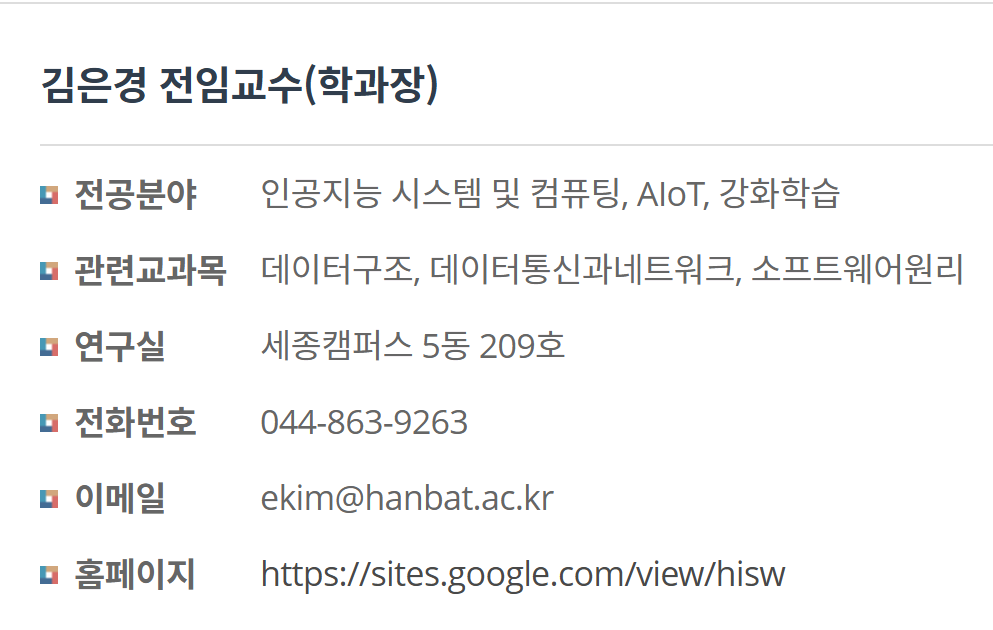 김은경 전임교수(학과장)
전공분야 인공지능 시스템 및 컴퓨팅, AIoT, 강화학습
관련교과목 데이터구조, 데이터통신과네트워크, 소프트웨어원리
연구실 세종캠퍼스 5동 209호
전화번호 044-863-9263
이메일 ekim@hanbat.ac.kr
홈페이지 https://sites.google.com/view/hisw